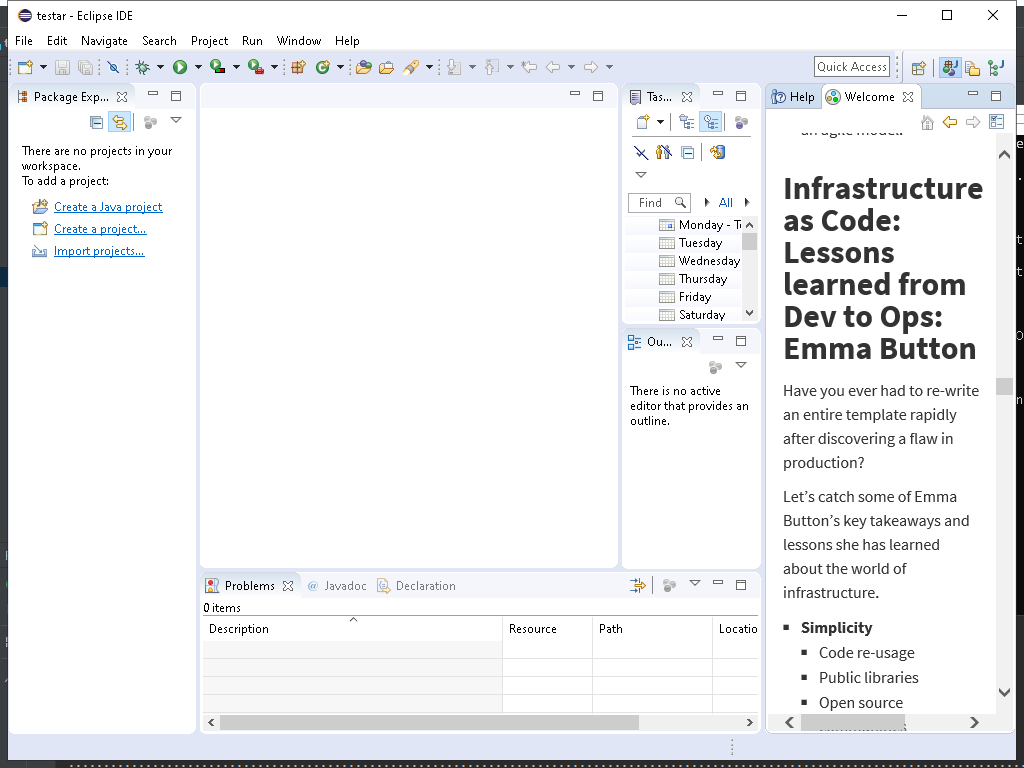 testar - Eclipse IDE
File Edit Navigate Search Project Run Window Help
Quick Access
Package Exp...
There are no projects in your
workspace.
To add a project:
Create a Java project
Create a project...
Import projects...
Tas...
Find
All
Monday - T
Tuesday
Wednesday
Thursday
Friday
Saturday
Ou...
There is no active
editor that provides an
outline.
Problems @ Javadoc Declaration
0 items
Description Resource Path Locatio
Help Welcome
an agile model.
Infrastructure
as Code:
Lessons
learned from
Dev to Ops:
Emma Button
Have you ever had to re-write
an entire template rapidly
after discovering a flaw in
production?
Let’s catch some of Emma
Button’s key takeaways and
lessons she has learned
about the world of
infrastructure.
▪ Simplicity
▪ Code re-usage
▪ Public libraries
▪ Open source